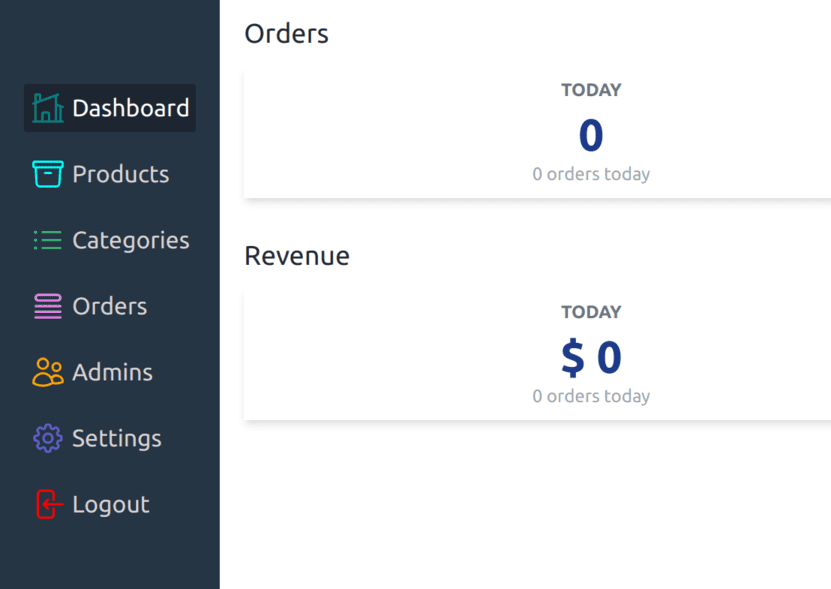 Dashboard
Products
Categories
Orders
Admins
Settings
Logout
Orders
TODAY
0
0 orders today
Revenue
TODAY
$ 0
0 orders today